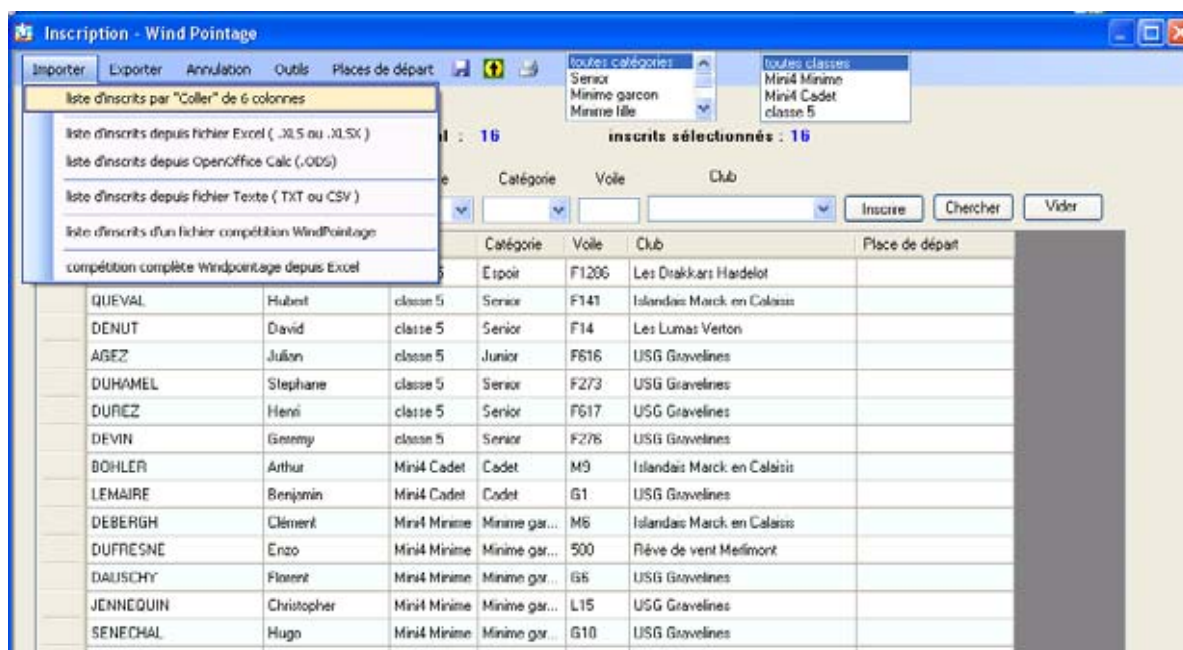 Inscription - Wind Pointage
Importer Exporter Annulation Outils Places de départ
toutes catégories
Senior
Minime garcon
Minime fille
toutes classes
Mini4 Minime
Mini4 Cadet
classe 5
liste d'inscrits par "Coller" de 6 colonnes
liste d'inscrits depuis fichier Excel ( .XLS ou .XLSX )
liste d'inscrits depuis OpenOffice Calc (.ODS)
liste d'inscrits depuis fichier Texte ( TXT ou CSV )
liste d'inscrits d'un fichier compétition WindPointage
compétition complète Windpointage depuis Excel
: 16 inscrits sélectionnés : 16
Catégorie Voile Club
Inscrire Chercher Vider
Catégorie Voile Club Place de départ
Espoir F1206 Les Drakkars Hardelot
QUEVAL Hubert classe 5 Senior F141 Islandais Marck en Calaisis
DENUT David classe 5 Senior F14 Les Lumas Verton
AGEZ Julian classe 5 Junior F616 USG Gravelines
DUHAMEL Stephane classe 5 Senior F273 USG Gravelines
DUREZ Henri classe 5 Senior F617 USG Gravelines
DEVIN Geremy classe 5 Senior F276 USG Gravelines
BOHLER Arthur Mini4 Cadet Cadet M9 Islandais Marck en Calaisis
LEMAIRE Benjamin Mini4 Cadet Cadet G1 USG Gravelines
DEBERGH Clément Mini4 Minime Minime gar... M6 Islandais Marck en Calaisis
DUFRESNE Enzo Mini4 Minime Minime gar... 500 Rêve de vent Merlimont
DAUSCHY Florent Mini4 Minime Minime gar... G6 USG Gravelines
JENNEQUIN Christopher Mini4 Minime Minime gar... L15 USG Gravelines
SENECHAL Hugo Mini4 Minime Minime gar... G10 USG Gravelines